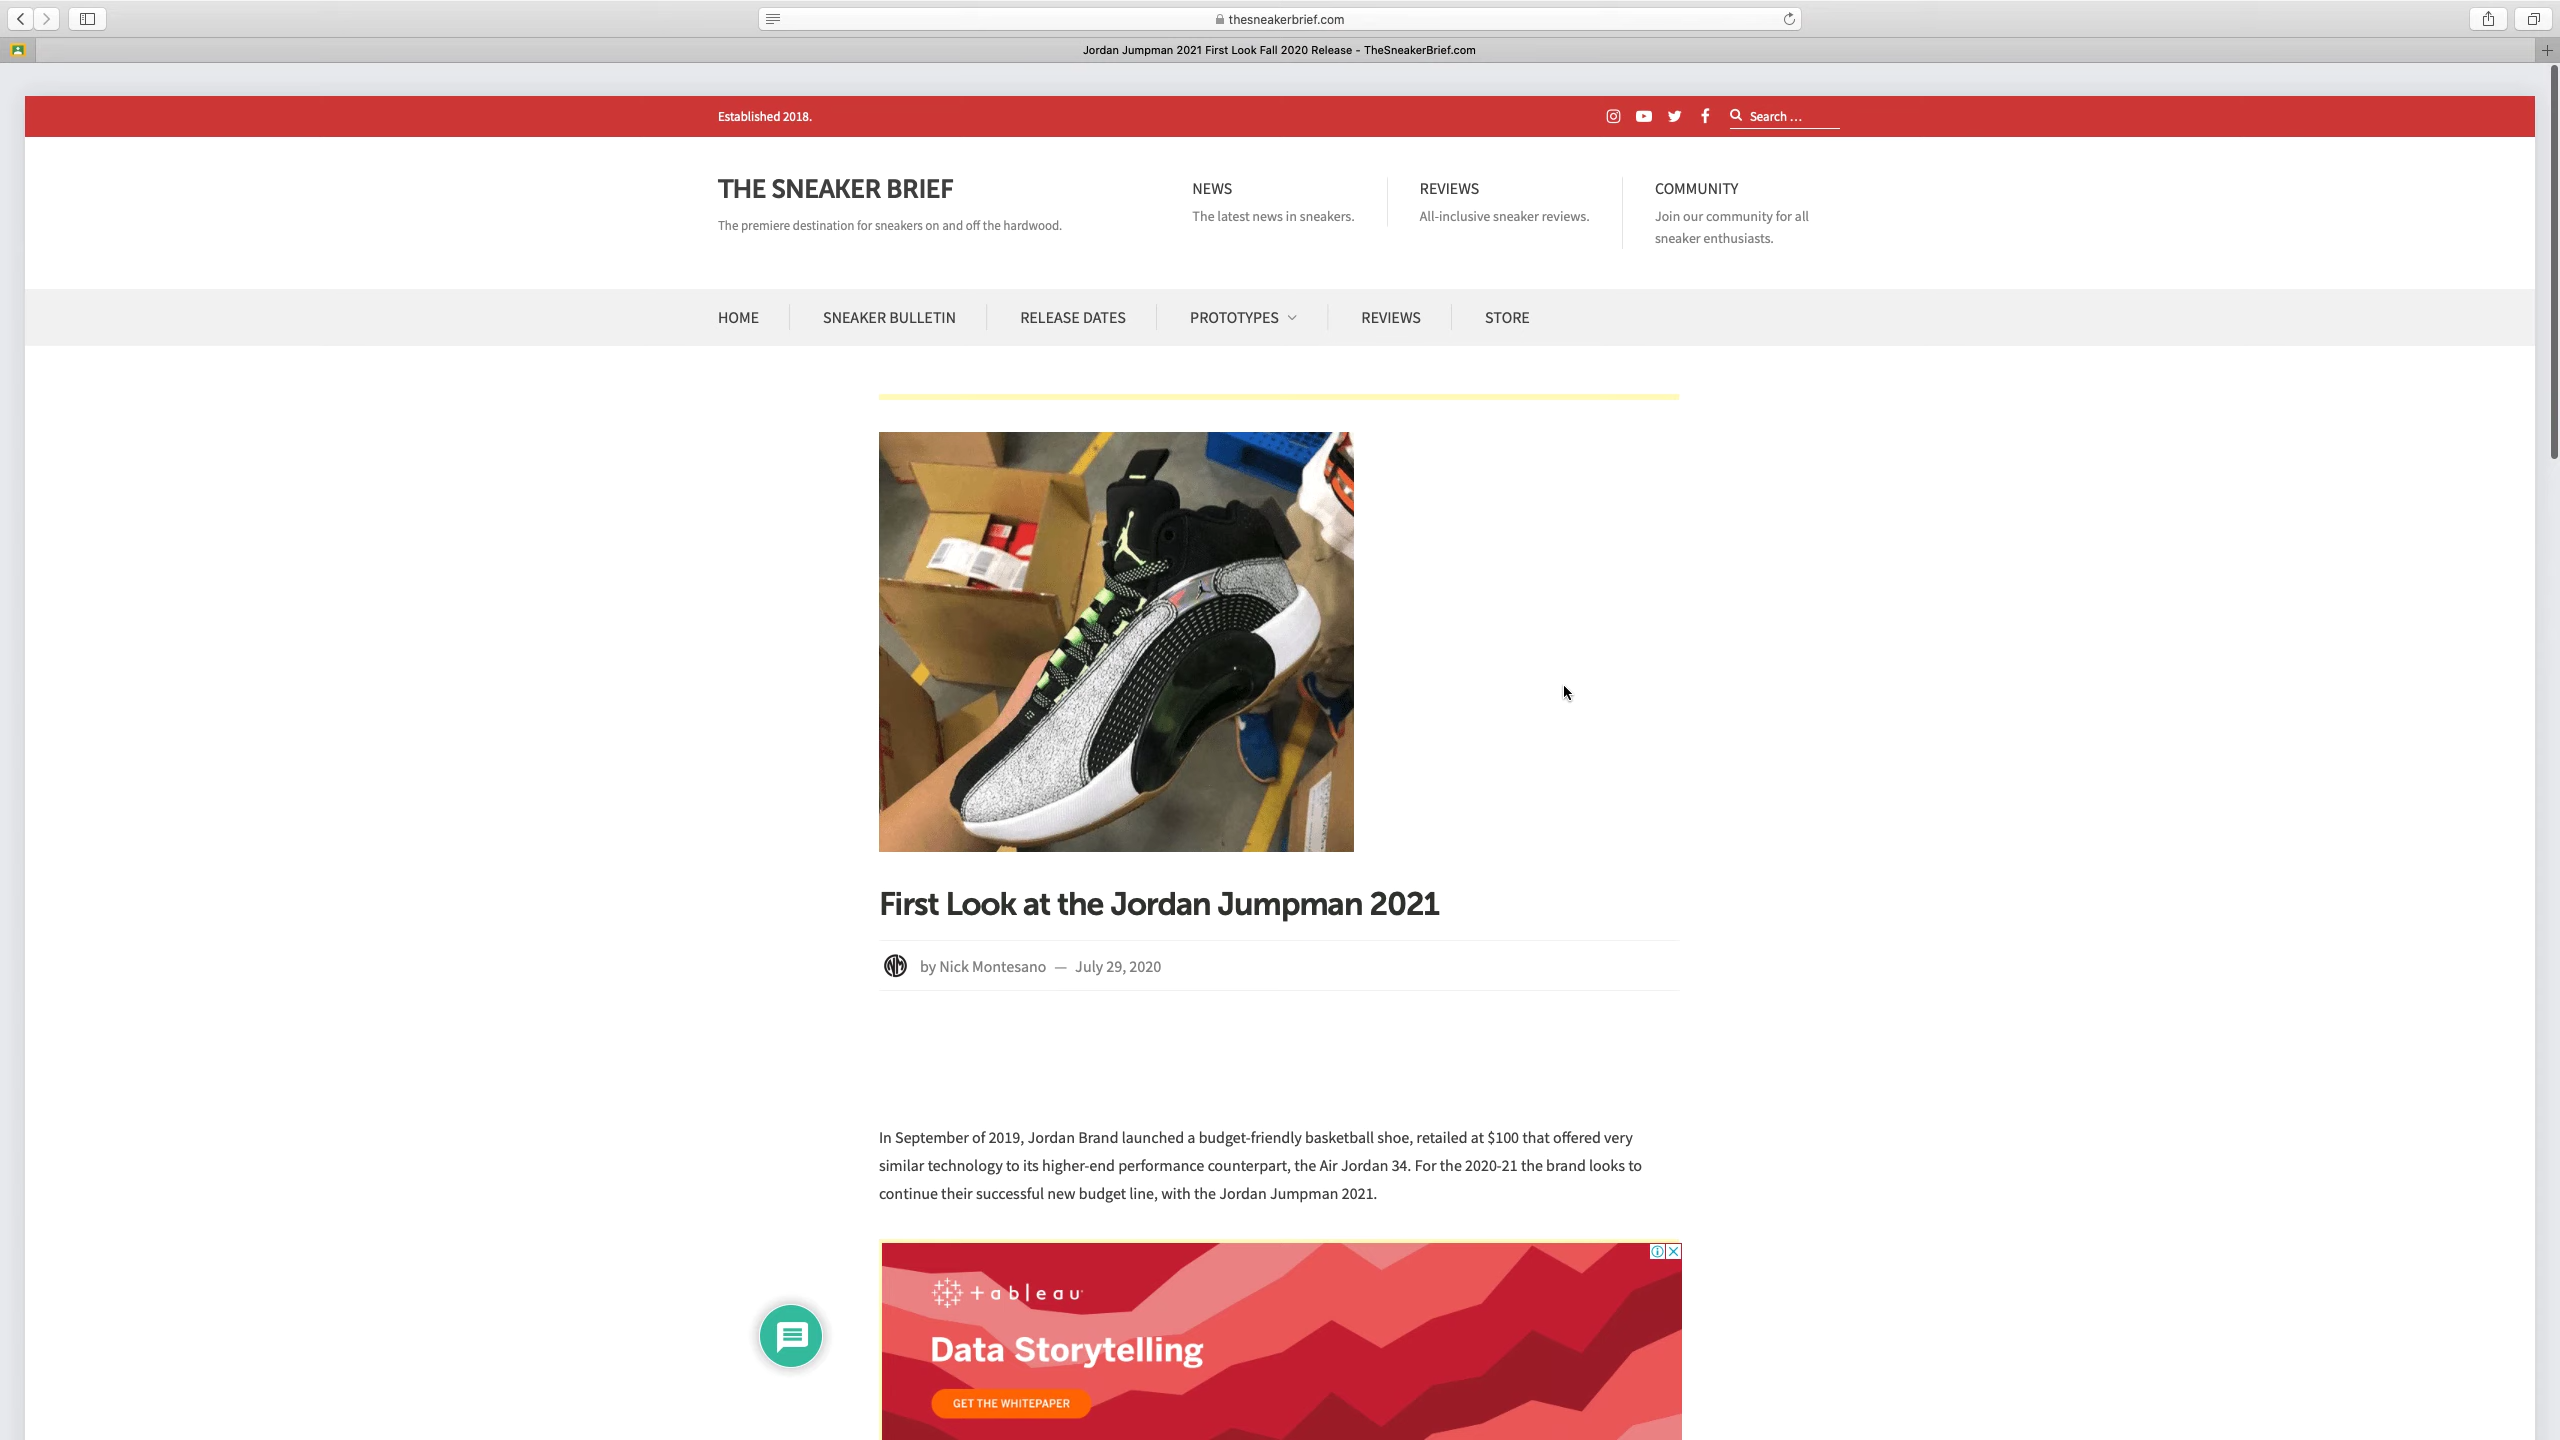 thesneakerbrief.com
Jordan Jumpman 2021 First Look Fall 2020 Release - TheSneakerBrief.com
Established 2018.
Search ...
THE SNEAKER BRIEF
The premiere destination for sneakers on and off the hardwood.
NEWS
The latest news in sneakers.
REVIEWS
All-inclusive sneaker reviews.
COMMUNITY
Join our community for all
sneaker enthusiasts.
HOME
SNEAKER BULLETIN
RELEASE DATES
PROTOTYPES
REVIEWS
STORE
First Look at the Jordan Jumpman 2021
by Nick Montesano — July 29, 2020
In September of 2019, Jordan Brand launched a budget-friendly basketball shoe, retailed at $100 that offered very
similar technology to its higher-end performance counterpart, the Air Jordan 34. For the 2020-21 the brand looks to
continue their successful new budget line, with the Jordan Jumpman 2021.
+ableau
Data Storytelling
GET THE WHITEPAPER